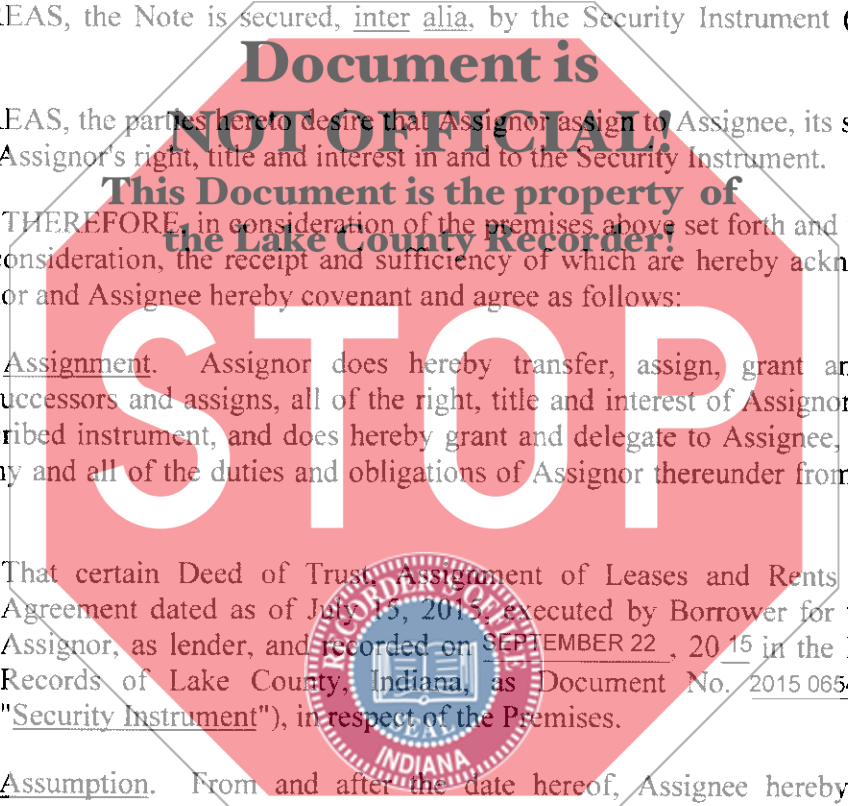 EAS, the Note is secured, inter alia, by the Security Instrument
Document is
NOT OFFICIAL!
EAS, the parties hereto desire that Assignor assign to Assignee, its
Assignor's right, title and interest in and to the Security Instrument.
This Document is the property of
the Lake County Recorder!
THEREFORE, in consideration of the premises above set forth and
consideration, the receipt and sufficiency of which are hereby ackn
or and Assignee hereby covenant and agree as follows:
STOP
Assignment. Assignor does hereby transfer, assign, grant an
uccessors and assigns, all of the right, title and interest of Assignor
ribed instrument, and does hereby grant and delegate to Assignee,
y and all of the duties and obligations of Assignor thereunder from
That certain Deed of Trust, Assignment of Leases and Rents
Agreement dated as of July 15, 2015, executed by Borrower for
Assignor, as lender, and recorded on SEPTEMBER 22 , 20 15 in the
Records of Lake County, Indiana, as Document No. 2015 065
"Security Instrument"), in respect of the Premises.
RECORDER'S OFFICE
SEAL
INDIANA
Assumption. From and after the date hereof, Assignee hereby